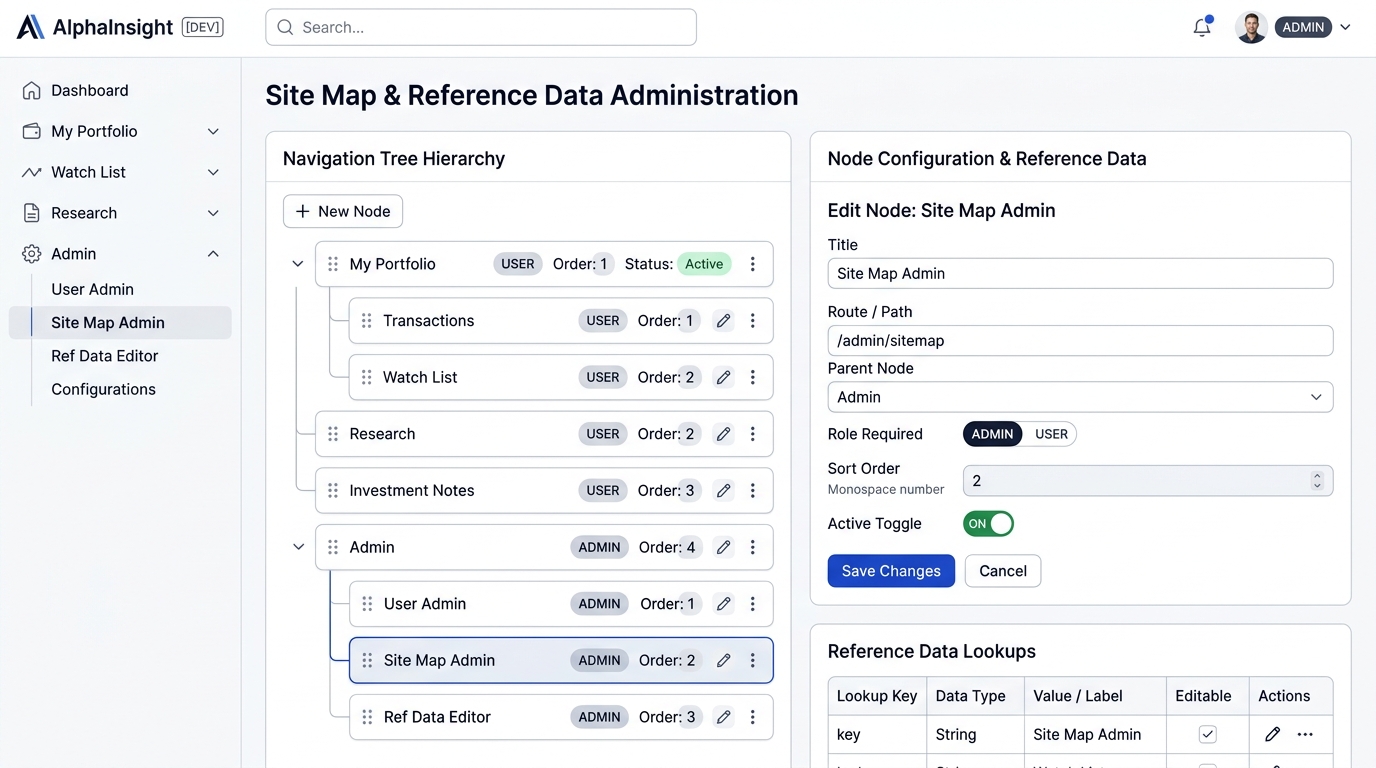 AlphaInsight [DEV]
Search...
ADMIN
Dashboard
My Portfolio
Watch List
Research
Admin
User Admin
Site Map Admin
Ref Data Editor
Configurations
Site Map & Reference Data Administration
Navigation Tree Hierarchy
+ New Node
My Portfolio USER Order: 1 Status: Active
Transactions USER Order: 1
Watch List USER Order: 2
Research USER Order: 2
Investment Notes USER Order: 3
Admin ADMIN Order: 4
User Admin ADMIN Order: 1
Site Map Admin ADMIN Order: 2
Ref Data Editor ADMIN Order: 3
Node Configuration & Reference Data
Edit Node: Site Map Admin
Title
Site Map Admin
Route / Path
/admin/sitemap
Parent Node
Admin
Role Required ADMIN USER
Sort Order
Monospace number
2
Active Toggle ON
Save Changes Cancel
Reference Data Lookups
Lookup Key Data Type Value / Label Editable Actions
key String Site Map Admin